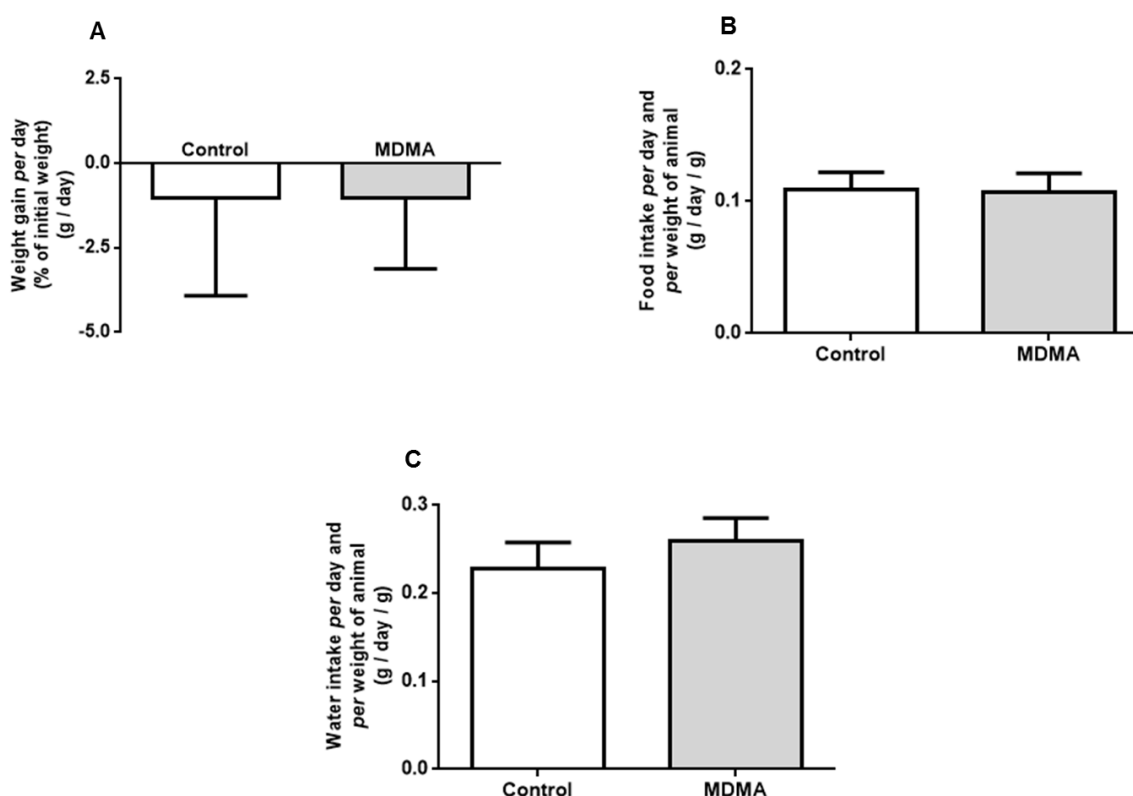 A
Weight gain per day
(% of initial weight)
(g / day)
2.5
0.0
-2.5
-5.0
Control
MDMA
B
Food intake per day and
per weight of animal
(g / day / g)
0.2
0.1
0.0
Control
MDMA
C
Water intake per day and
per weight of animal
(g / day / g)
0.3
0.2
0.1
0.0
Control
MDMA